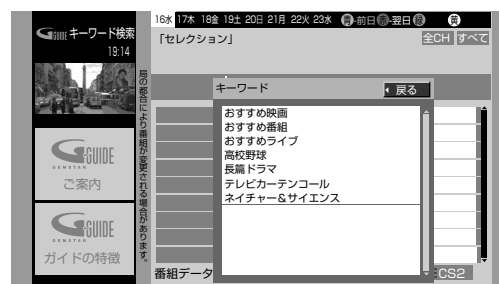 G GUIDE キーワード検索
19:14
16水 17木 18金 19土 20日 21月 22火 23水 青-前日 赤-翌日 緑 黄
「セレクション」
全CH すべて
局の都合により番組が変更される場合があります。
キーワード
戻る
おすすめ映画
おすすめ番組
おすすめライブ
高校野球
長篇ドラマ
テレビカーテンコール
ネイチャー&サイエンス
G-GUIDE
GEMSTAR
ご案内
G-GUIDE
GEMSTAR
ガイドの特徴
番組データ
CS2